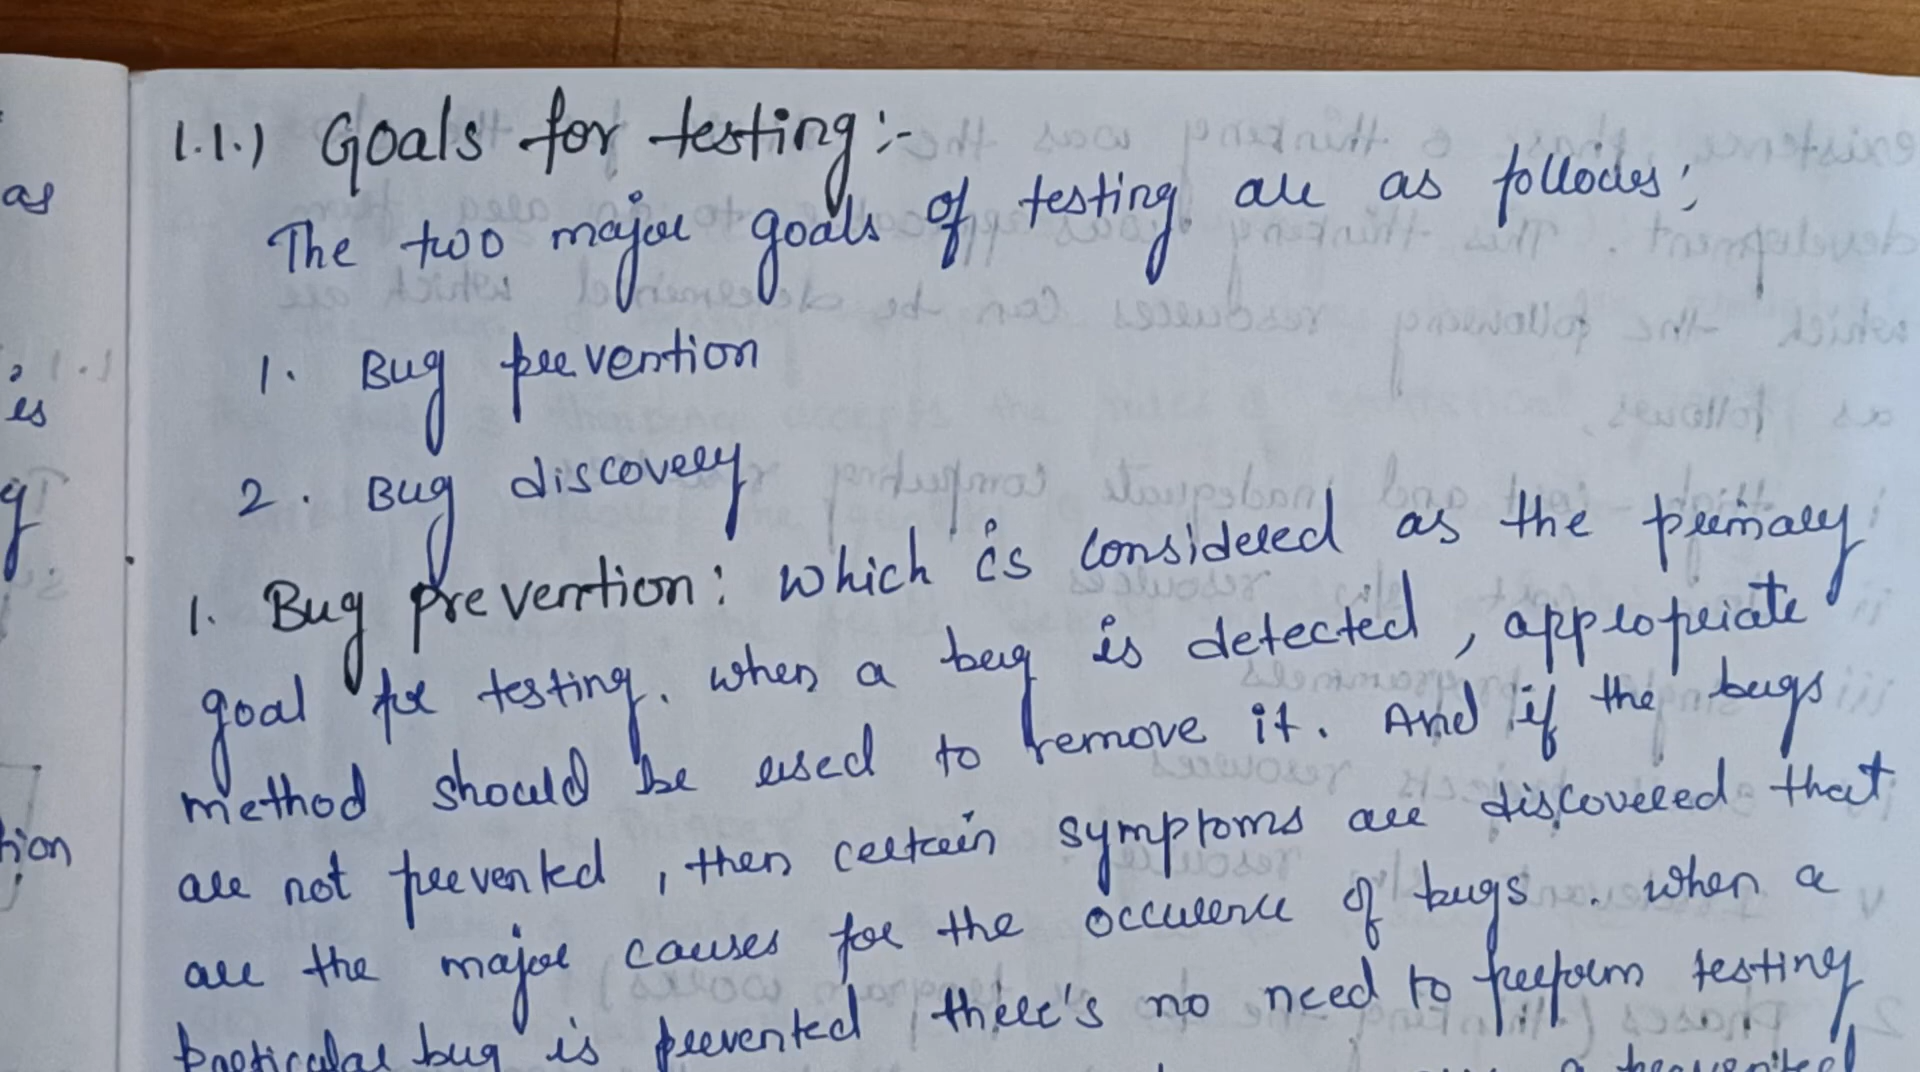 1.1.) Goals for testing :-
The two major goals of testing are as follows;
1. Bug prevention
2. Bug discovery
1. Bug prevention: which is considered as the primary
goal for testing. when a bug is detected, appropriate
method should be used to remove it. And if the bugs
are not prevented, then certain symptoms are discovered that
are the major causes for the occurence of bugs. when a
particular bug is prevented there's no need to perform testing
as
es
g
tion